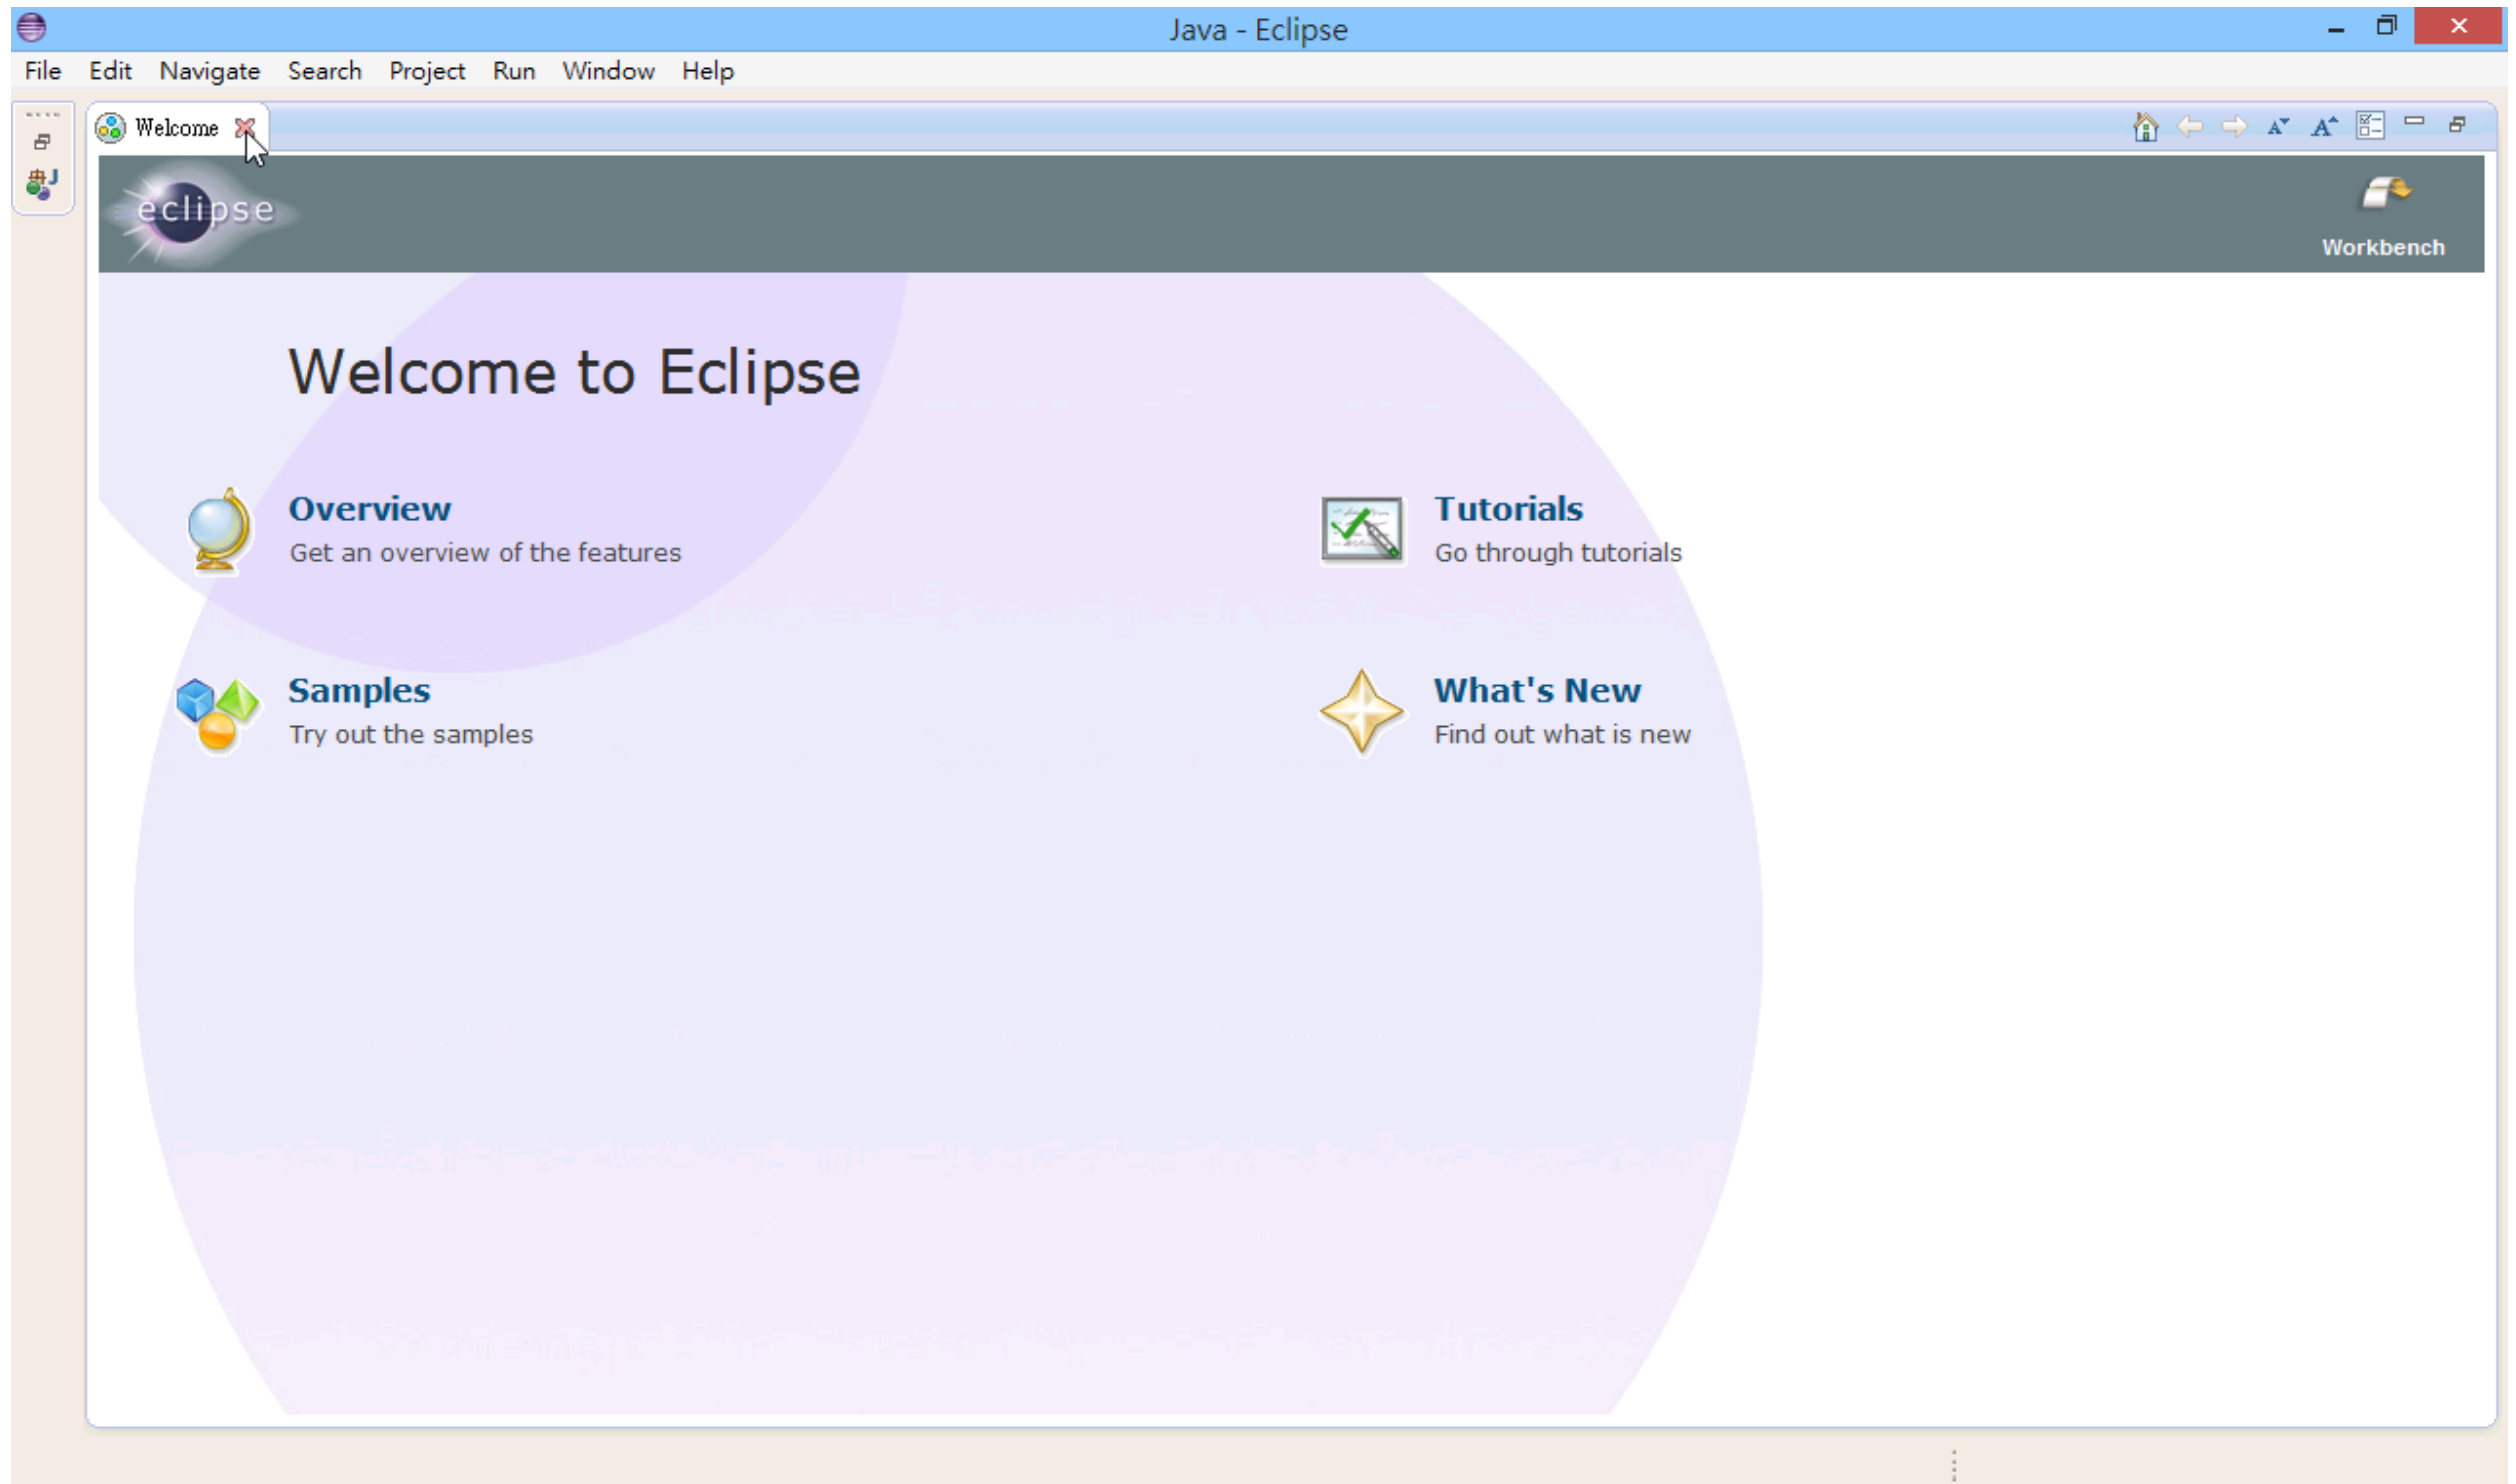 Java - Eclipse
File Edit Navigate Search Project Run Window Help
Welcome
eclipse
Workbench
Welcome to Eclipse
Overview
Get an overview of the features
Tutorials
Go through tutorials
Samples
Try out the samples
What's New
Find out what is new